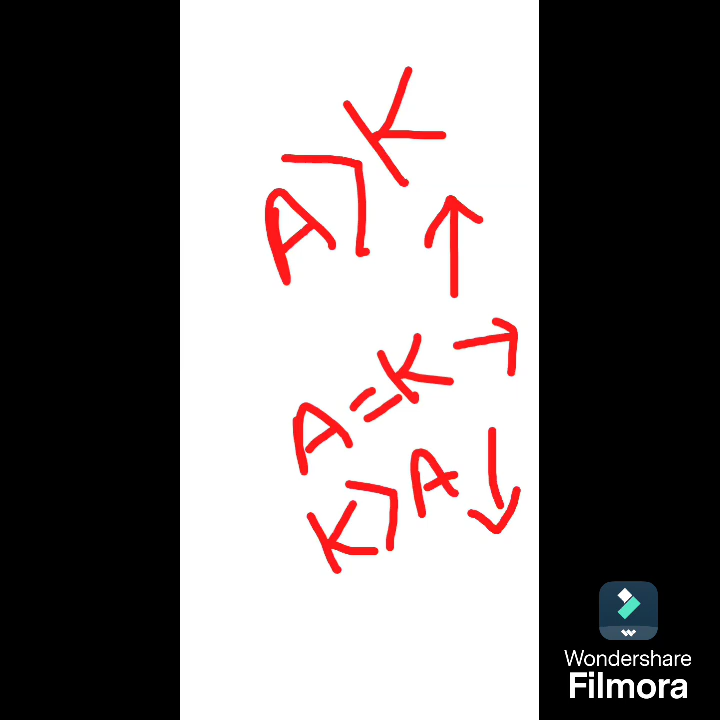 A > K ↑
A = K →
K > A ↓
Wondershare
Filmora